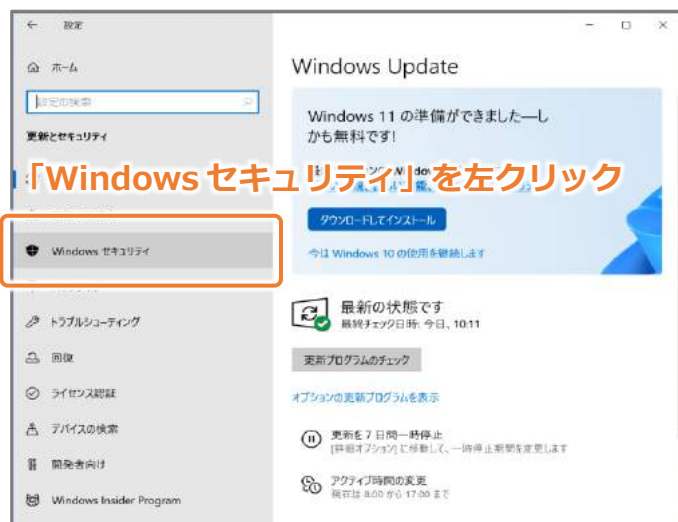 設定
ホーム
設定の検索
更新とセキュリティ
「Windows セキュリティ」を左クリック
Windows セキュリティ
トラブルシューティング
回復
ライセンス認証
デバイスの検索
開発者向け
Windows Insider Program
Windows Update
Windows 11 の準備ができました—し
かも無料です!
ダウンロードしてインストール
今は Windows 10 の使用を継続します
最新の状態です
最終チェック日時: 今日、10:11
更新プログラムのチェック
オプションの更新プログラムを表示
更新を 7 日間一時停止
[詳細オプション] に移動して、一時停止期間を変更します
アクティブ時間の変更
現在は 8:00 から 17:00 まで